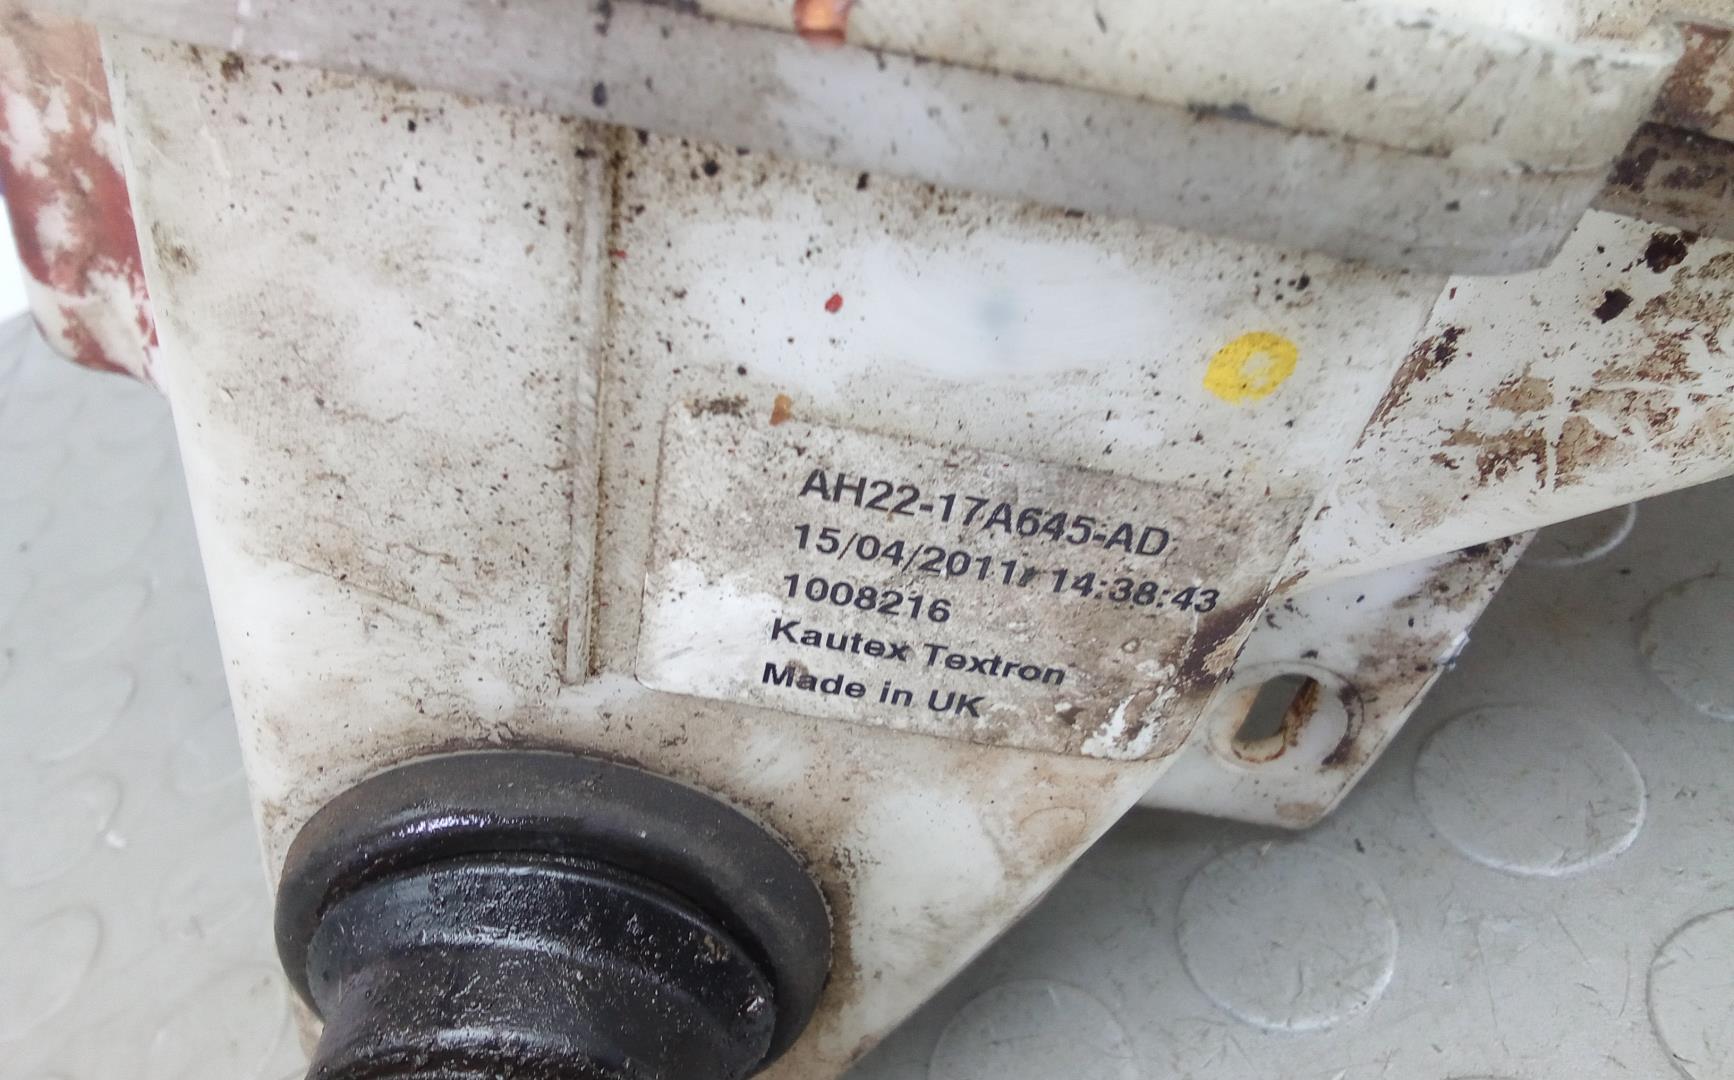 AH22-17A645-AD
15/04/2011 14:38:43
1008216
Kautex Textron
Made in UK